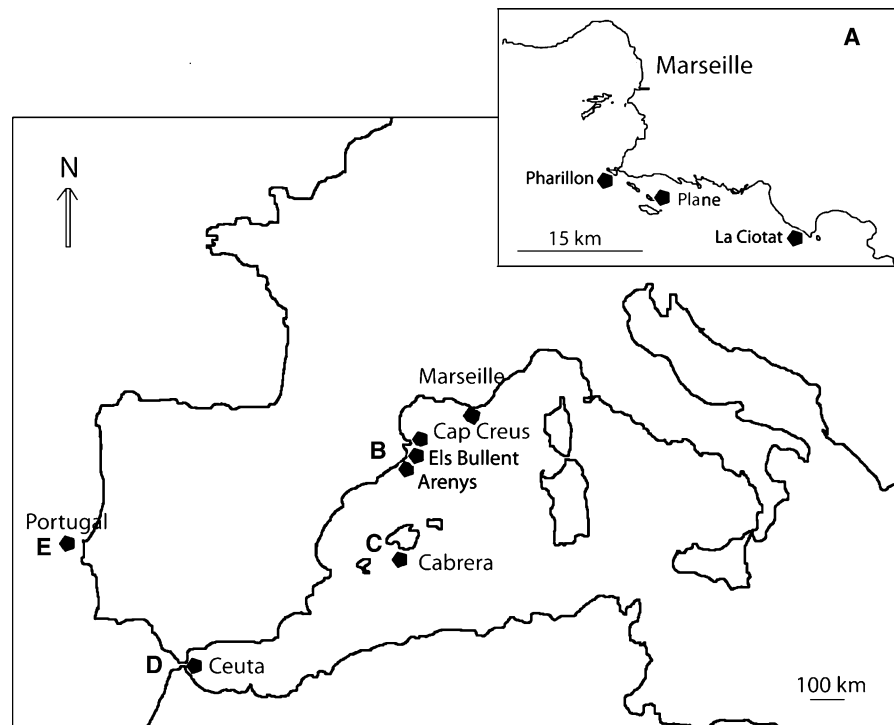 A
Marseille
Pharillon
Plane
La Ciotat
15 km
N
Marseille
Cap Creus
B
Els Bullent
Arenys
Portugal
E
C
Cabrera
D
Ceuta
100 km